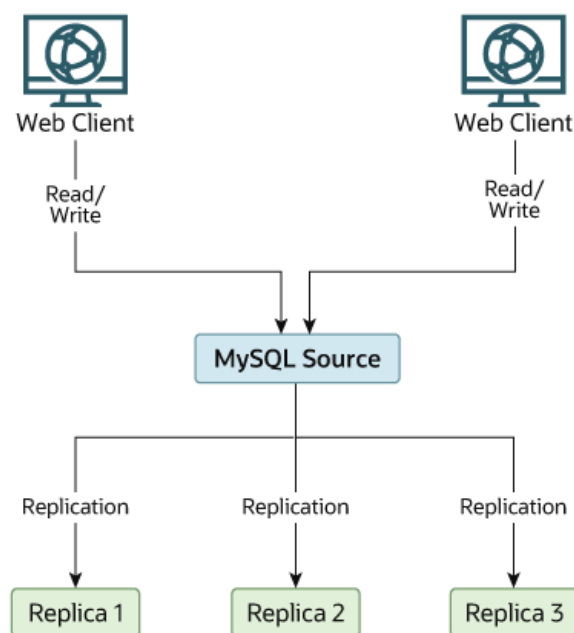 Web Client
Web Client
Read/
Write
Read/
Write
MySQL Source
Replication
Replication
Replication
Replica 1
Replica 2
Replica 3